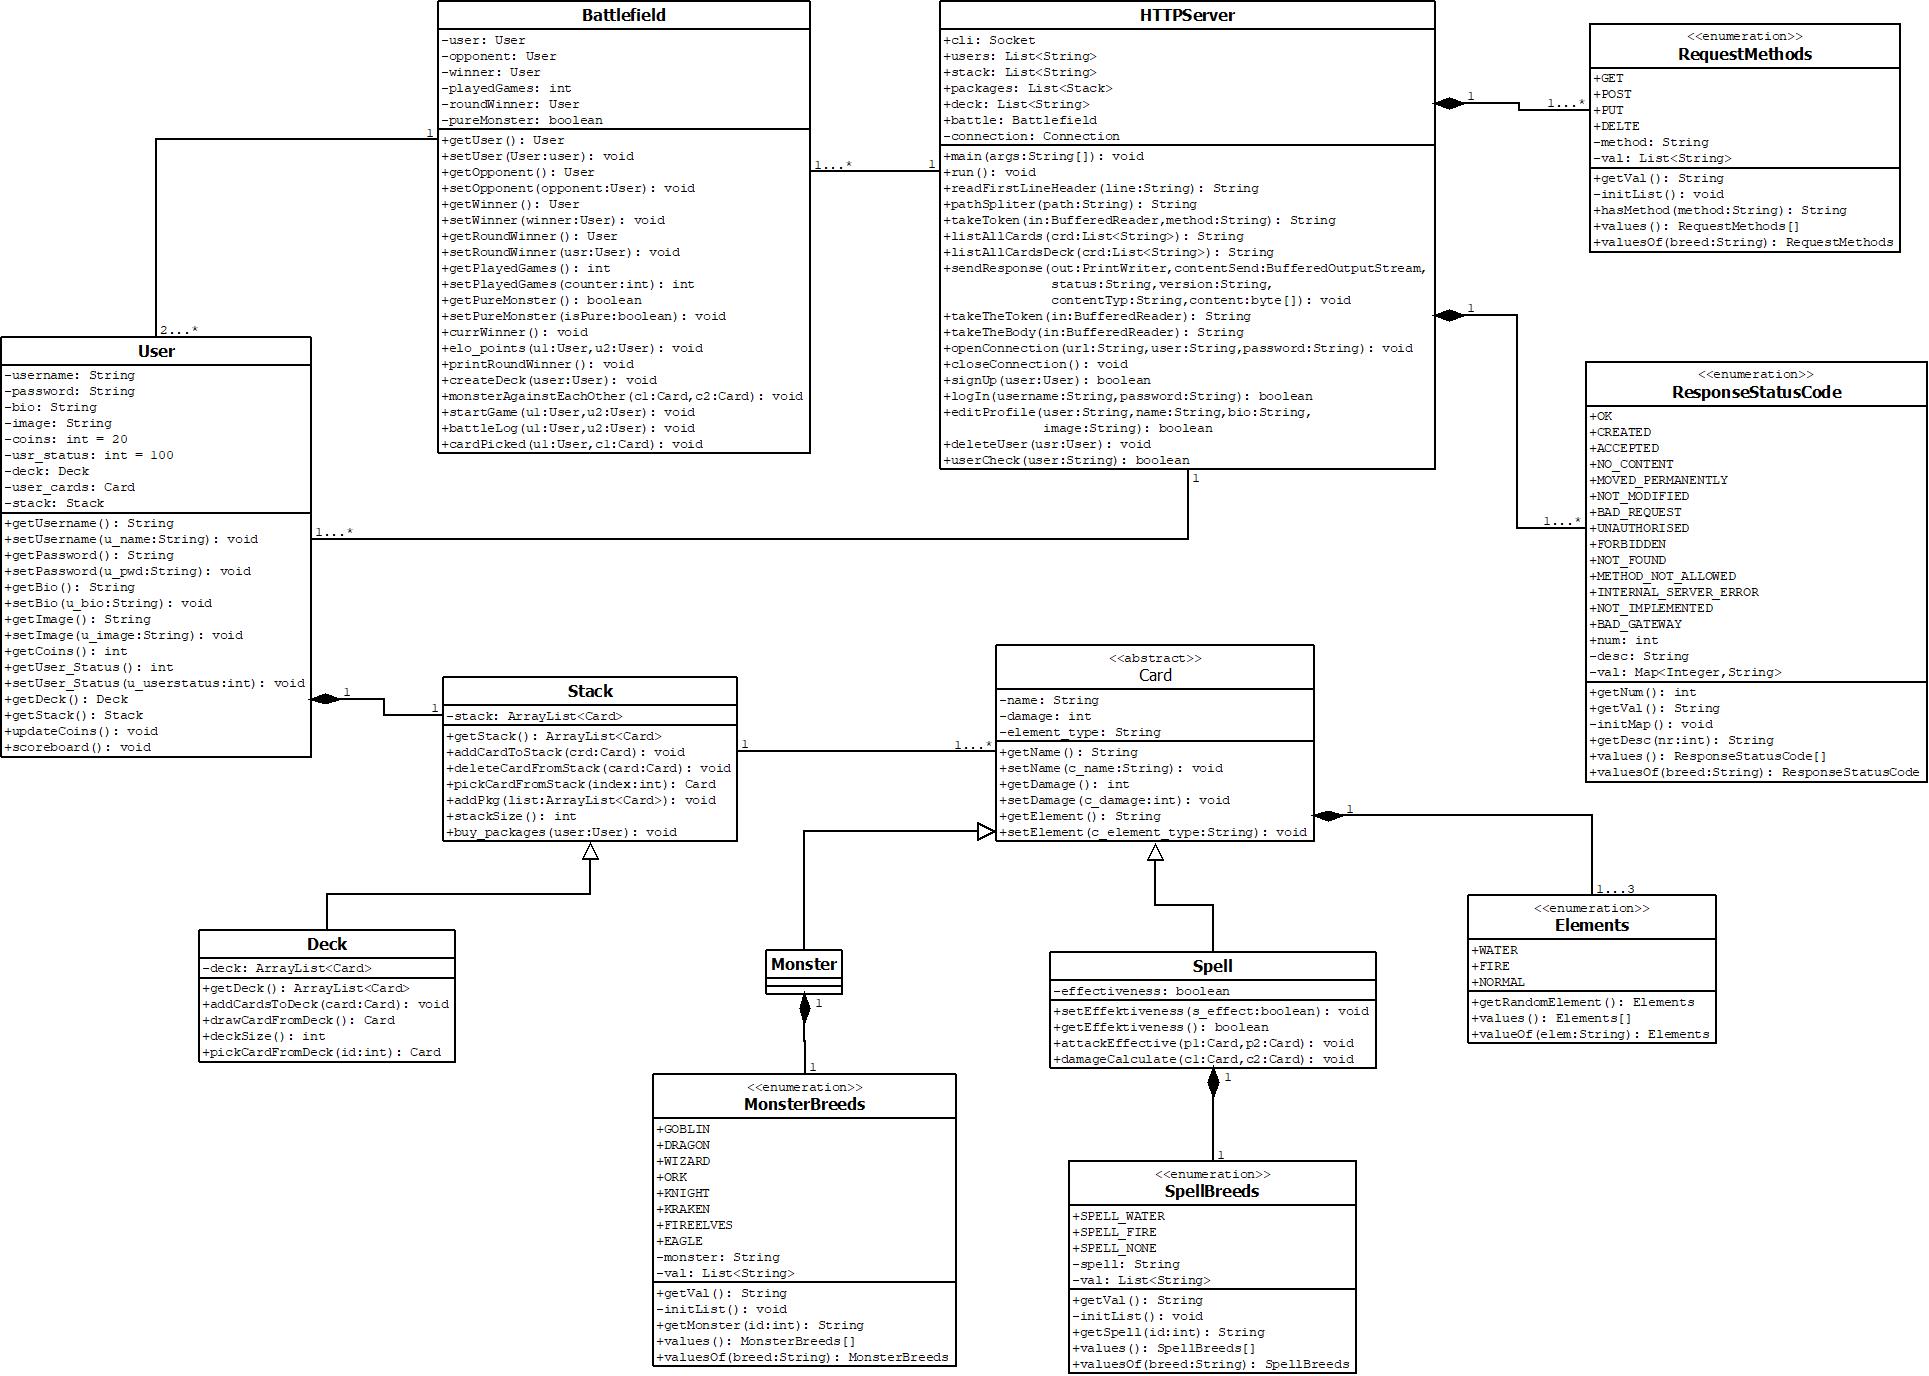 Battlefield
-user: User
-opponent: User
-winner: User
-playedGames: int
-roundWinner: User
-pureMonster: boolean
+getUser(): User
+setUser(User:user): void
+getOpponent(): User
+setOpponent(opponent:User): void
+getWinner(): User
+setWinner(winner:User): void
+getRoundWinner(): User
+setRoundWinner(usr:User): void
+getPlayedGames(): int
+setPlayedGames(counter:int): int
+getPureMonster(): boolean
+setPureMonster(isPure:boolean): void
+currWinner(): void
+elo_points(u1:User,u2:User): void
+printRoundWinner(): void
+createDeck(user:User): void
+monsterAgainstEachOther(c1:Card,c2:Card): void
+startGame(u1:User,u2:User): void
+battleLog(u1:User,u2:User): void
+cardPicked(u1:User,c1:Card): void
HTTPServer
+cli: Socket
+users: List<String>
+stack: List<String>
+packages: List<Stack>
+deck: List<String>
+battle: Battlefield
-connection: Connection
+main(args:String[]): void
+run(): void
+readFirstLineHeader(line:String): String
+pathSpliter(path:String): String
+takeToken(in:BufferedReader,method:String): String
+listAllCards(crd:List<String>): String
+listAllCardsDeck(crd:List<String>): String
+sendResponse(out:PrintWriter,contentSend:BufferedOutputStream,
status:String,version:String,
contentTyp:String,content:byte[]): void
+takeTheToken(in:BufferedReader): String
+takeTheBody(in:BufferedReader): String
+openConnection(url:String,user:String,password:String): void
+closeConnection(): void
+signUp(user:User): boolean
+logIn(username:String,password:String): boolean
+editProfile(user:String,name:String,bio:String,
image:String): boolean
+deleteUser(usr:User): void
+userCheck(user:String): boolean
<<enumeration>>
RequestMethods
+GET
+POST
+PUT
+DELTE
-method: String
-val: List<String>
+getVal(): String
-initList(): void
+hasMethod(method:String): String
+values(): RequestMethods[]
+valuesOf(breed:String): RequestMethods
1
1...*
1
2...*
1...*
1
1
1...*
1
1...*
User
-username: String
-password: String
-bio: String
-image: String
-coins: int = 20
-usr_status: int = 100
-deck: Deck
-user_cards: Card
-stack: Stack
+getUsername(): String
+setUsername(u_name:String): void
+getPassword(): String
+setPassword(u_pwd:String): void
+getBio(): String
+setBio(u_bio:String): void
+getImage(): String
+setImage(u_image:String): void
+getCoins(): int
+getUser_Status(): int
+setUser_Status(u_userstatus:int): void
+getDeck(): Deck
+getStack(): Stack
+updateCoins(): void
+scoreboard(): void
<<enumeration>>
ResponseStatusCode
+OK
+CREATED
+ACCEPTED
+NO_CONTENT
+MOVED_PERMANENTLY
+NOT_MODIFIED
+BAD_REQUEST
+UNAUTHORISED
+FORBIDDEN
+NOT_FOUND
+METHOD_NOT_ALLOWED
+INTERNAL_SERVER_ERROR
+NOT_IMPLEMENTED
+BAD_GATEWAY
+num: int
-desc: String
-val: Map<Integer,String>
+getNum(): int
+getVal(): String
-initMap(): void
+getDesc(nr:int): String
+values(): ResponseStatusCode[]
+valuesOf(breed:String): ResponseStatusCode
1
1
Stack
-stack: ArrayList<Card>
+getStack(): ArrayList<Card>
+addCardToStack(crd:Card): void
+deleteCardFromStack(card:Card): void
+pickCardFromStack(index:int): Card
+addPkg(list:ArrayList<Card>): void
+stackSize(): int
+buy_packages(user:User): void
1
1...*
<<abstract>>
Card
-name: String
-damage: int
-element_type: String
+getName(): String
+setName(c_name:String): void
+getDamage(): int
+setDamage(c_damage:int): void
+getElement(): String
+setElement(c_element_type:String): void
1
1...3
<<enumeration>>
Elements
+WATER
+FIRE
+NORMAL
+getRandomElement(): Elements
+values(): Elements[]
+valueOf(elem:String): Elements
Deck
-deck: ArrayList<Card>
+getDeck(): ArrayList<Card>
+addCardsToDeck(card:Card): void
+drawCardFromDeck(): Card
+deckSize(): int
+pickCardFromDeck(id:int): Card
Monster
1
1
Spell
-effectiveness: boolean
+setEffektiveness(s_effect:boolean): void
+getEffektiveness(): boolean
+attackEffective(p1:Card,p2:Card): void
+damageCalculate(c1:Card,c2:Card): void
1
1
<<enumeration>>
MonsterBreeds
+GOBLIN
+DRAGON
+WIZARD
+ORK
+KNIGHT
+KRAKEN
+FIREELVES
+EAGLE
-monster: String
-val: List<String>
+getVal(): String
-initList(): void
+getMonster(id:int): String
+values(): MonsterBreeds[]
+valuesOf(breed:String): MonsterBreeds
<<enumeration>>
SpellBreeds
+SPELL_WATER
+SPELL_FIRE
+SPELL_NONE
-spell: String
-val: List<String>
+getVal(): String
-initList(): void
+getSpell(id:int): String
+values(): SpellBreeds[]
+valuesOf(breed:String): SpellBreeds